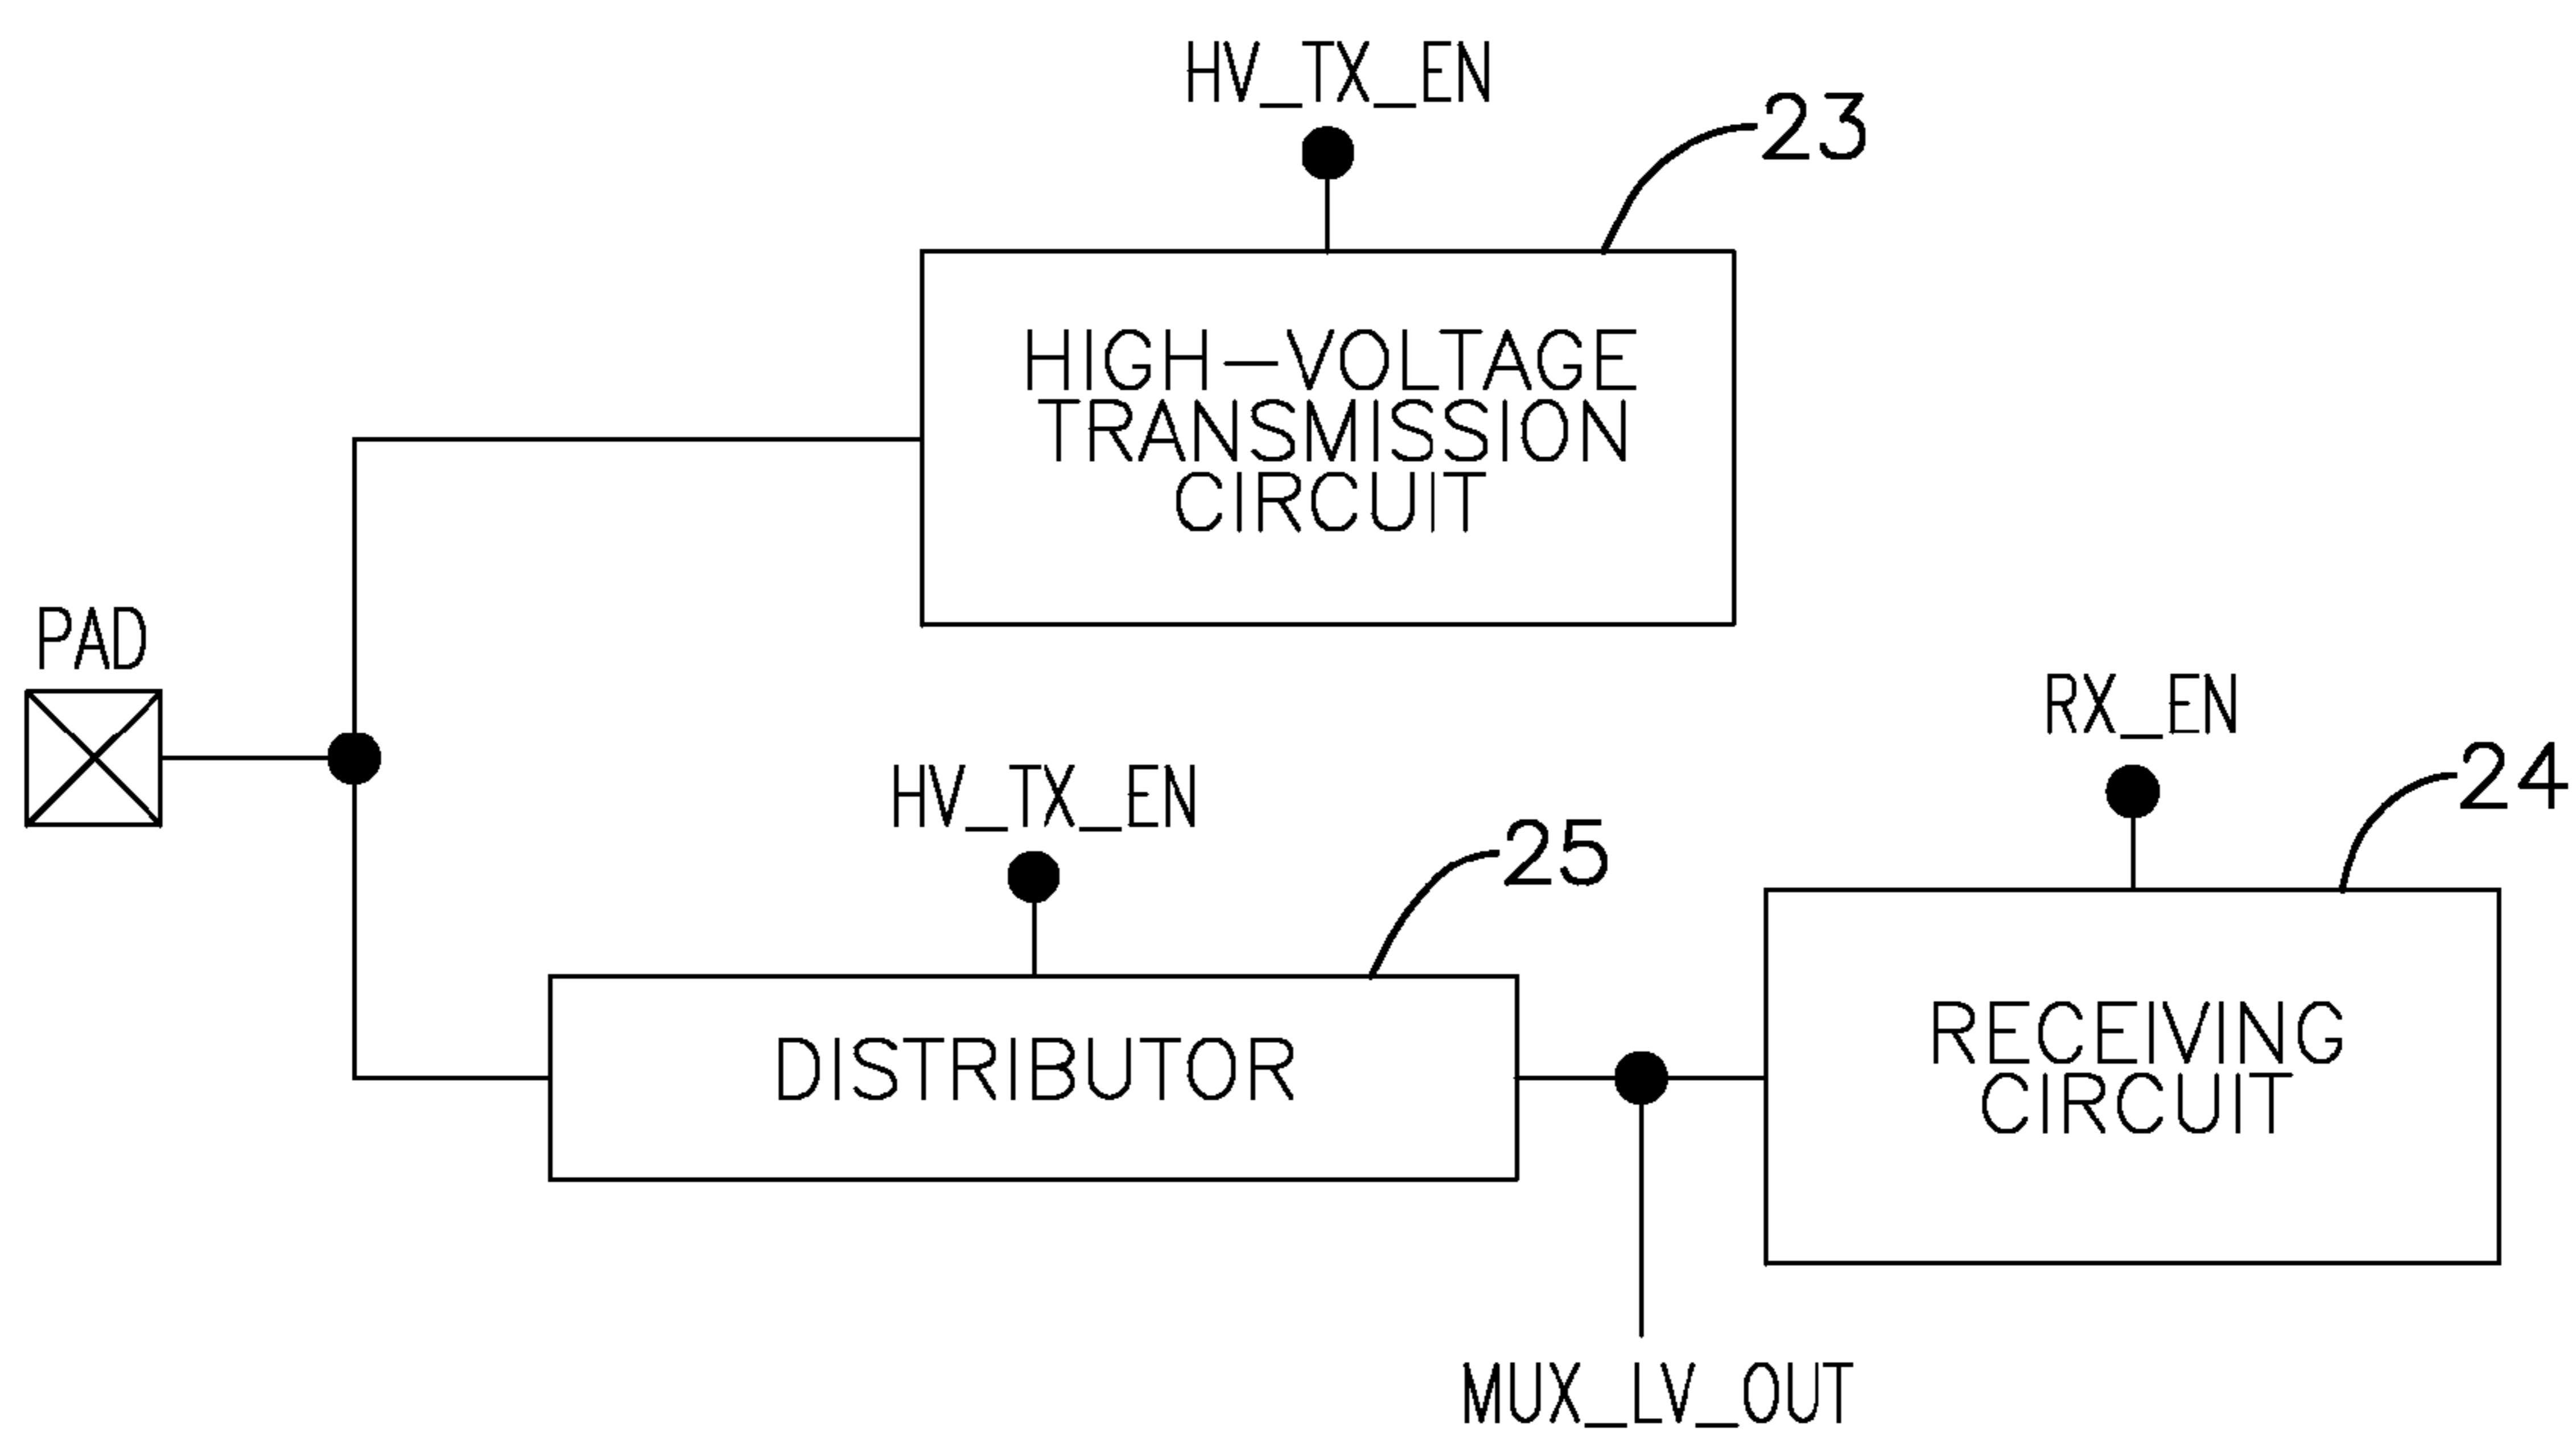 HV_TX_EN
23
HIGH-VOLTAGE
TRANSMISSION
CIRCUIT
PAD
RX_EN
24
HV_TX_EN
25
RECEIVING
CIRCUIT
DISTRIBUTOR
MUX_LV_OUT